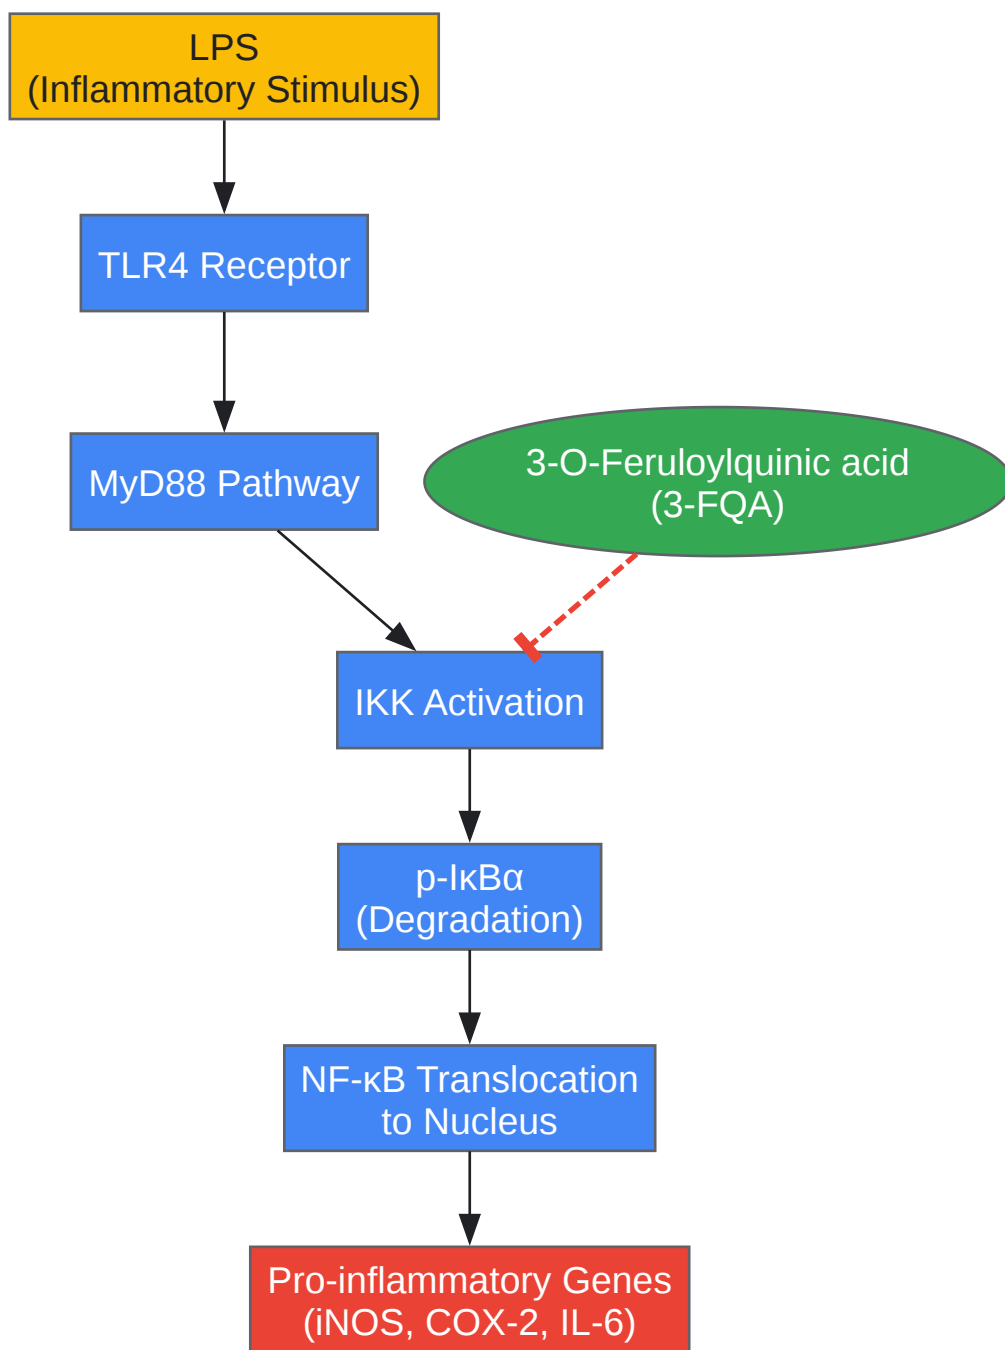 LPS
(Inflammatory Stimulus)
TLR4 Receptor
MyD88 Pathway
3-O-Feruloylquinic acid
(3-FQA)
IKK Activation
p-IκBα
(Degradation)
NF-κB Translocation
to Nucleus
Pro-inflammatory Genes
(iNOS, COX-2, IL-6)